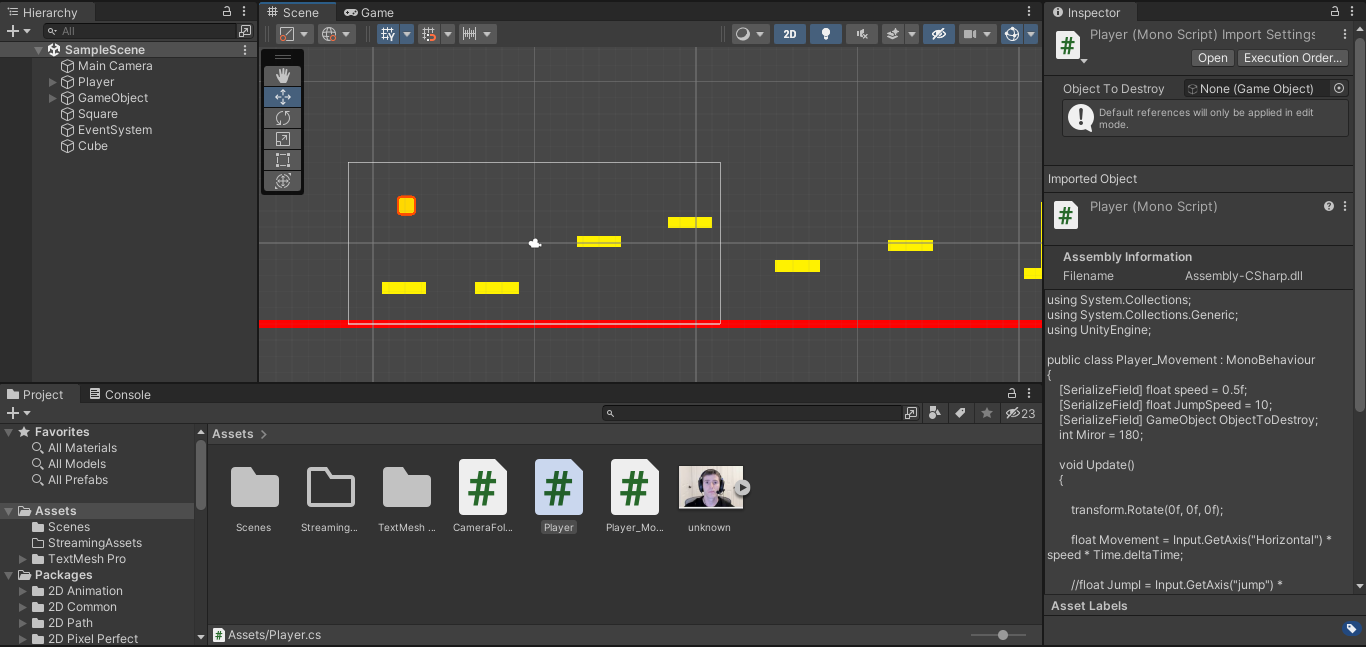 Hierarchy
All
SampleScene
Main Camera
Player
GameObject
Square
EventSystem
Cube
Scene
Game
2D
Inspector
Player (Mono Script) Import Settings
Open
Execution Order...
Object To Destroy
None (Game Object)
Default references will only be applied in edit
mode.
Imported Object
Player (Mono Script)
Assembly Information
Filename Assembly-CSharp.dll
using System.Collections;
using System.Collections.Generic;
using UnityEngine;
public class Player_Movement : MonoBehaviour
{
[SerializeField] float speed = 0.5f;
[SerializeField] float JumpSpeed = 10;
[SerializeField] GameObject ObjectToDestroy;
int Miror = 180;
void Update()
{
transform.Rotate(0f, 0f, 0f);
float Movement = Input.GetAxis("Horizontal") *
speed * Time.deltaTime;
//float JumpI = Input.GetAxis("jump") *
Asset Labels
Project
Console
23
Favorites
All Materials
All Models
All Prefabs
Assets
Scenes
StreamingAssets
TextMesh Pro
Packages
2D Animation
2D Common
2D Path
2D Pixel Perfect
Assets
Scenes
Streaming...
TextMesh ...
CameraFol...
Player
Player_Mo...
unknown
Assets/Player.cs